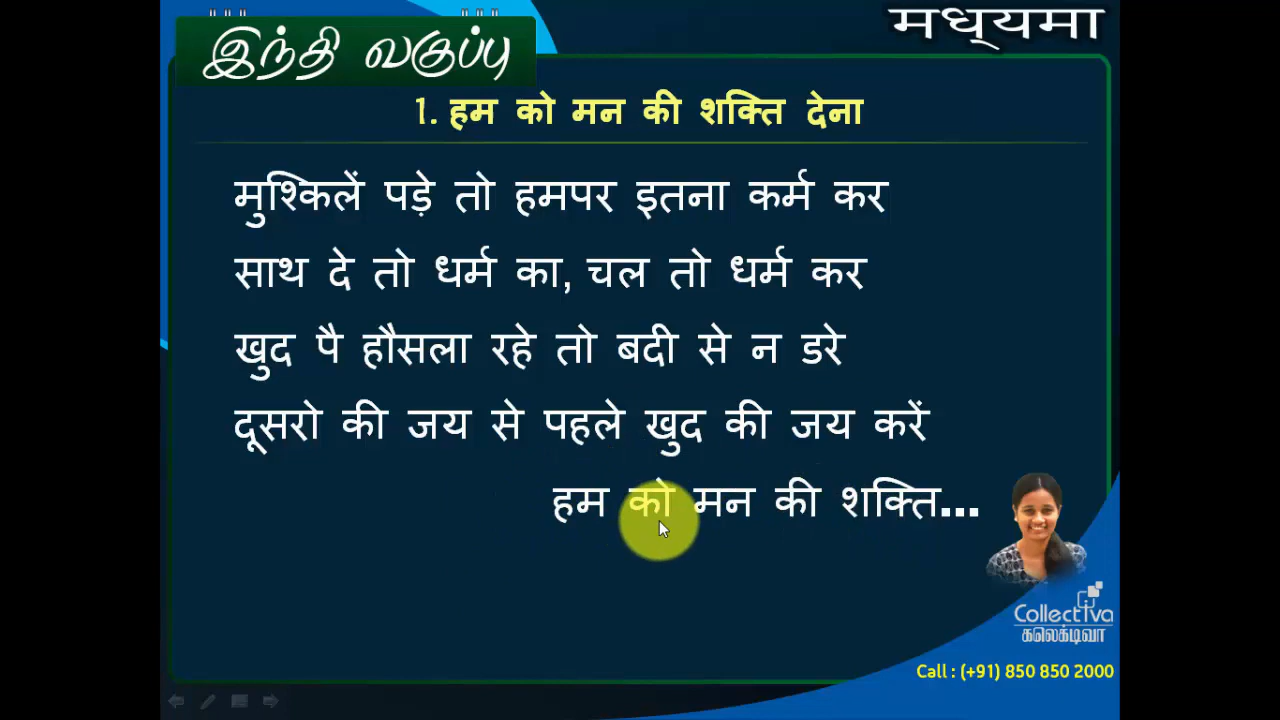 मध्यमा
இந்தி வகுப்பு
1. हम को मन की शक्ति देना
मुश्किलें पड़े तो हमपर इतना कर्म कर
साथ दे तो धर्म का, चल तो धर्म कर
खुद पै हौसला रहे तो बदी से न डरे
दूसरो की जय से पहले खुद की जय करें
हम को मन की शक्ति...
Collectiva
கலெக்டிவா
Call : (+91) 850 850 2000